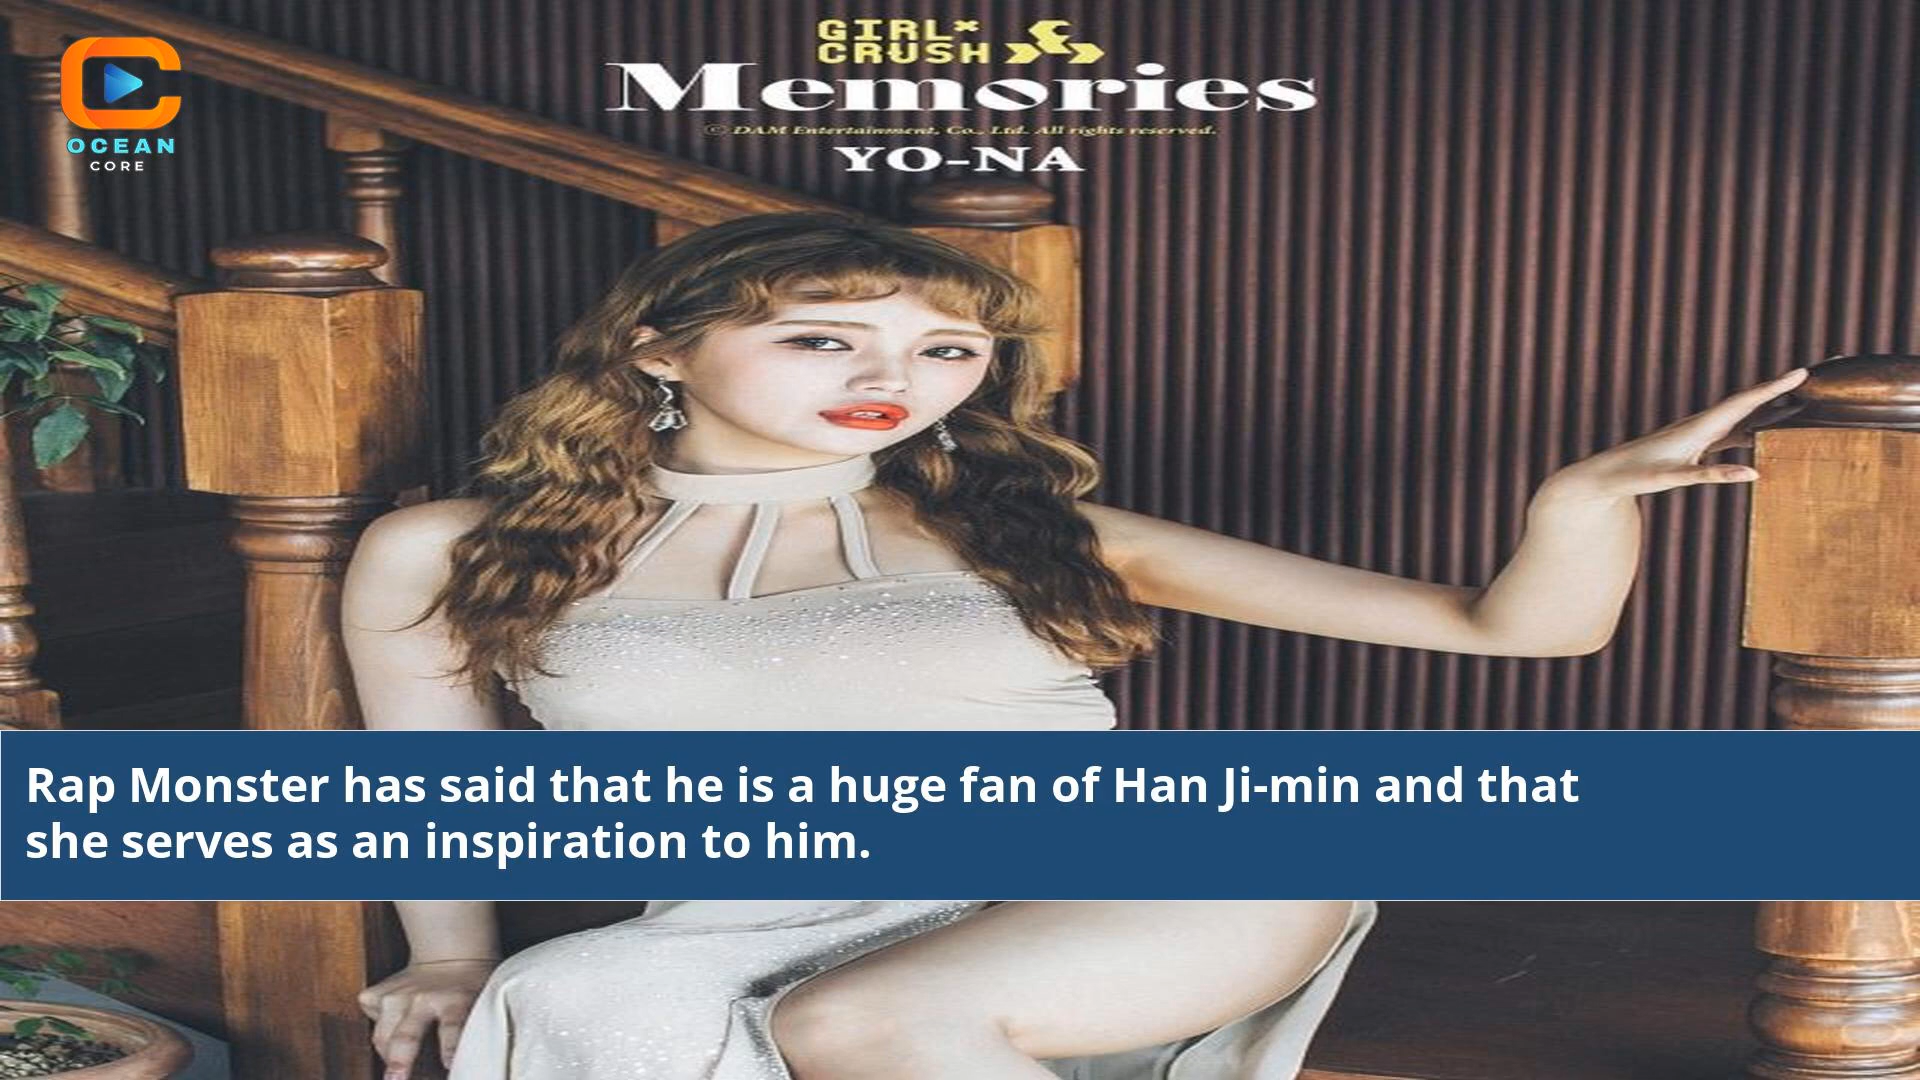 OCEAN
CORE
GIRL×
CRUSH
Memories
© DAM Entertainment, Co., Ltd. All rights reserved.
YO-NA
Rap Monster has said that he is a huge fan of Han Ji-min and that
she serves as an inspiration to him.